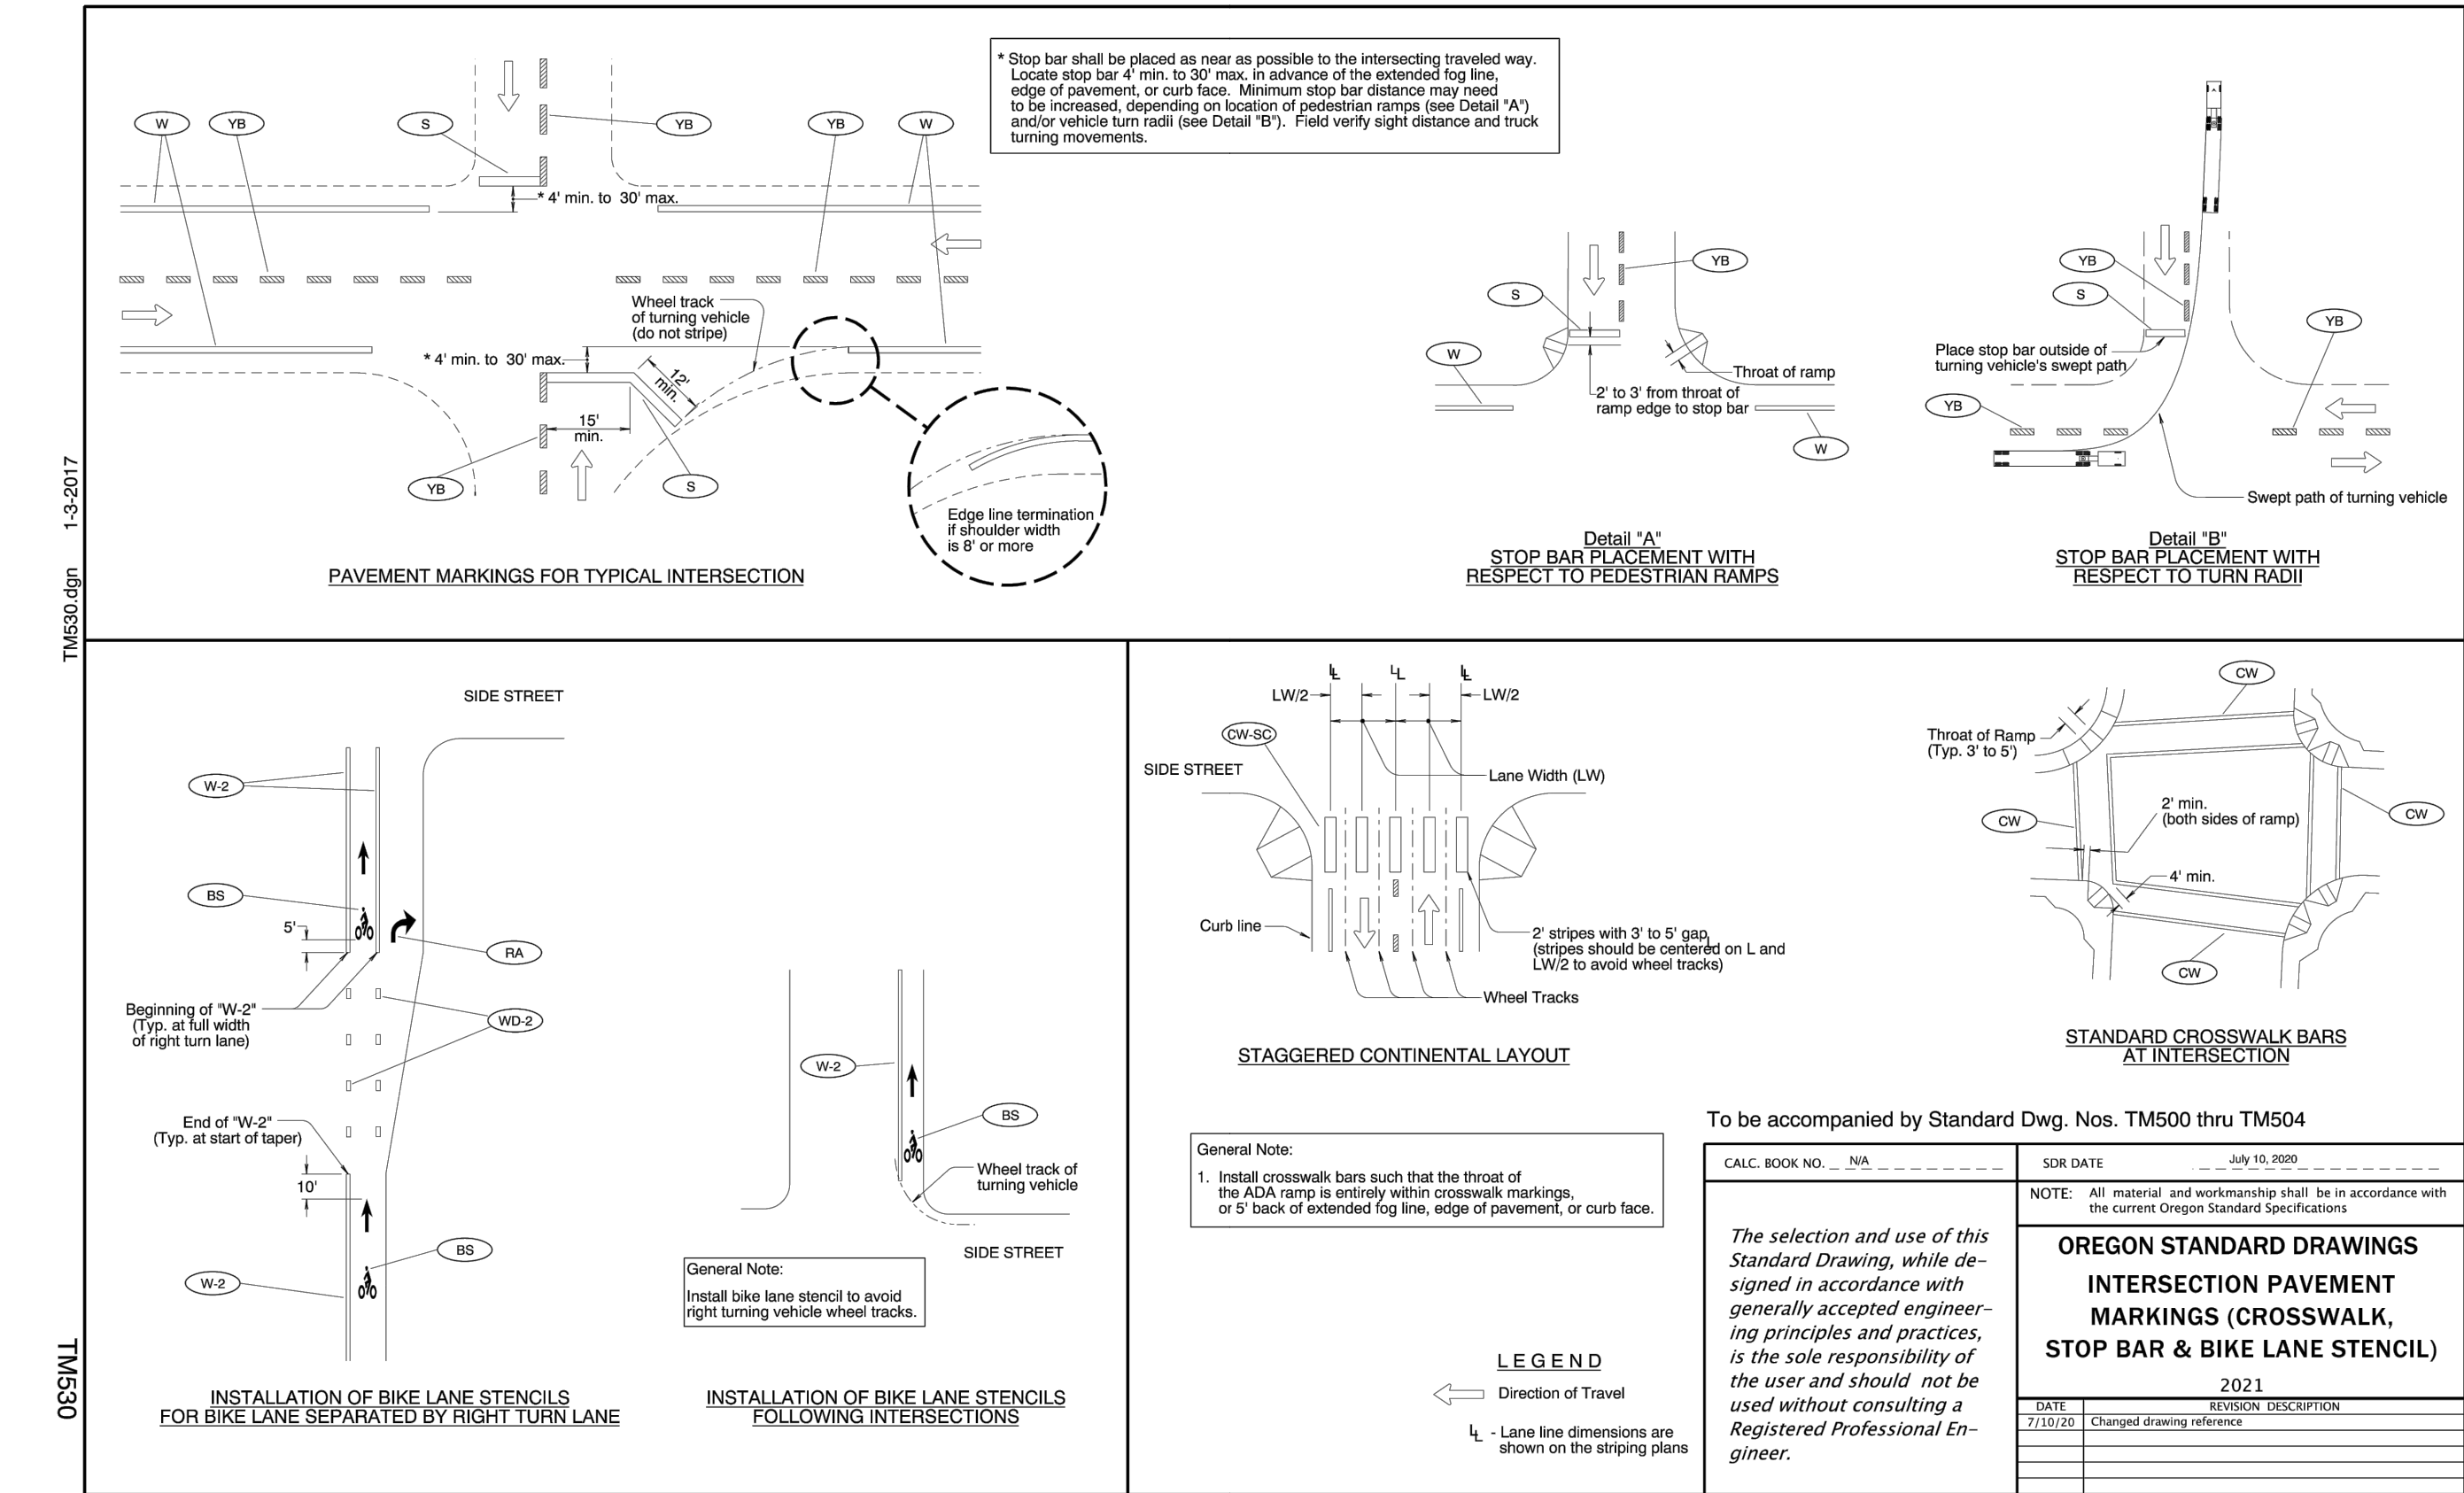 * Stop bar shall be placed as near as possible to the intersecting traveled way.
Locate stop bar 4' min. to 30' max. in advance of the extended fog line,
edge of pavement, or curb face.  Minimum stop bar distance may need
to be increased, depending on location of pedestrian ramps (see Detail "A")
and/or vehicle turn radii (see Detail "B").  Field verify sight distance and truck
turning movements.
W
YB
S
YB
YB
W
* 4' min. to 30' max.
Wheel track
of turning vehicle
(do not stripe)
* 4' min. to 30' max.
12'
min.
15'
min.
YB
S
Edge line termination
if shoulder width
is 8' or more
PAVEMENT MARKINGS FOR TYPICAL INTERSECTION
YB
S
W
Throat of ramp
2' to 3' from throat of
ramp edge to stop bar
W
Detail "A"
STOP BAR PLACEMENT WITH
RESPECT TO PEDESTRIAN RAMPS
YB
S
YB
Place stop bar outside of
turning vehicle's swept path
YB
Swept path of turning vehicle
Detail "B"
STOP BAR PLACEMENT WITH
RESPECT TO TURN RADII
TM530.dgn 1-3-2017
TM530
SIDE STREET
W-2
BS
5'
RA
Beginning of "W-2"
(Typ. at full width
of right turn lane)
WD-2
End of "W-2"
(Typ. at start of taper)
10'
BS
W-2
INSTALLATION OF BIKE LANE STENCILS
FOR BIKE LANE SEPARATED BY RIGHT TURN LANE
W-2
BS
Wheel track of
turning vehicle
SIDE STREET
General Note:
Install bike lane stencil to avoid
right turning vehicle wheel tracks.
INSTALLATION OF BIKE LANE STENCILS
FOLLOWING INTERSECTIONS
LL LL LL
LW/2
LW/2
CW-SC
SIDE STREET
Lane Width (LW)
Curb line
2' stripes with 3' to 5' gap
(stripes should be centered on LL and
LW/2 to avoid wheel tracks)
Wheel Tracks
STAGGERED CONTINENTAL LAYOUT
CW
Throat of Ramp
(Typ. 3' to 5')
2' min.
(both sides of ramp)
CW
CW
4' min.
CW
STANDARD CROSSWALK BARS
AT INTERSECTION
General Note:
1. Install crosswalk bars such that the throat of
the ADA ramp is entirely within crosswalk markings,
or 5' back of extended fog line, edge of pavement, or curb face.
LEGEND
Direction of Travel
LL - Lane line dimensions are
shown on the striping plans
To be accompanied by Standard Dwg. Nos. TM500 thru TM504
CALC. BOOK NO. N/A
SDR DATE July 10, 2020
NOTE: All material and workmanship shall be in accordance with
the current Oregon Standard Specifications
The selection and use of this
Standard Drawing, while de-
signed in accordance with
generally accepted engineer-
ing principles and practices,
is the sole responsibility of
the user and should not be
used without consulting a
Registered Professional En-
gineer.
OREGON STANDARD DRAWINGS
INTERSECTION PAVEMENT
MARKINGS (CROSSWALK,
STOP BAR & BIKE LANE STENCIL)
2021
DATE REVISION DESCRIPTION
7/10/20 Changed drawing reference